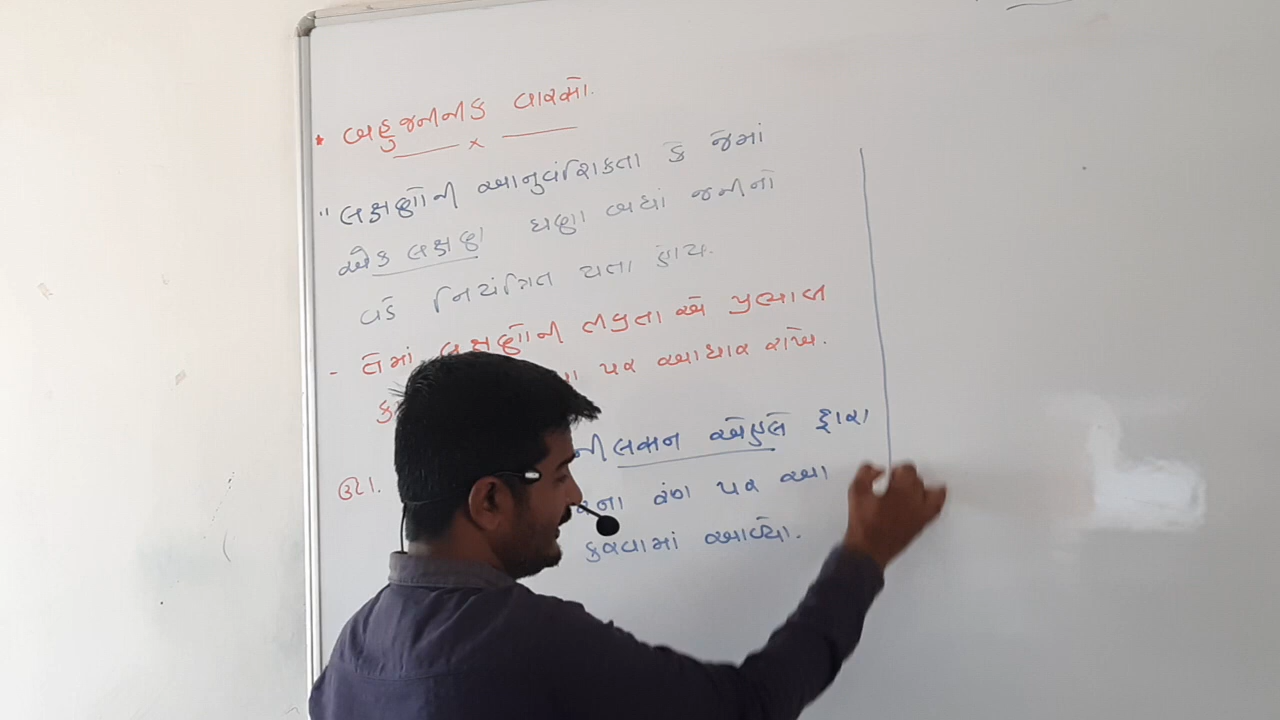 * બહુજનીનીક વારસો.
" લક્ષણોની આનુવંશિકતા કે જેમાં
એક લક્ષણ ઘણા બધાં જનીનો
વડે નિયંત્રિત થતા હોય.
- તેમાં લક્ષણોની તીવ્રતા એ પ્રભાવી
પર આધાર રાખે.
ઉદા. નીલસન એહલે દ્વારા
ના રંગ પર આ
કરવામાં આવ્યો.